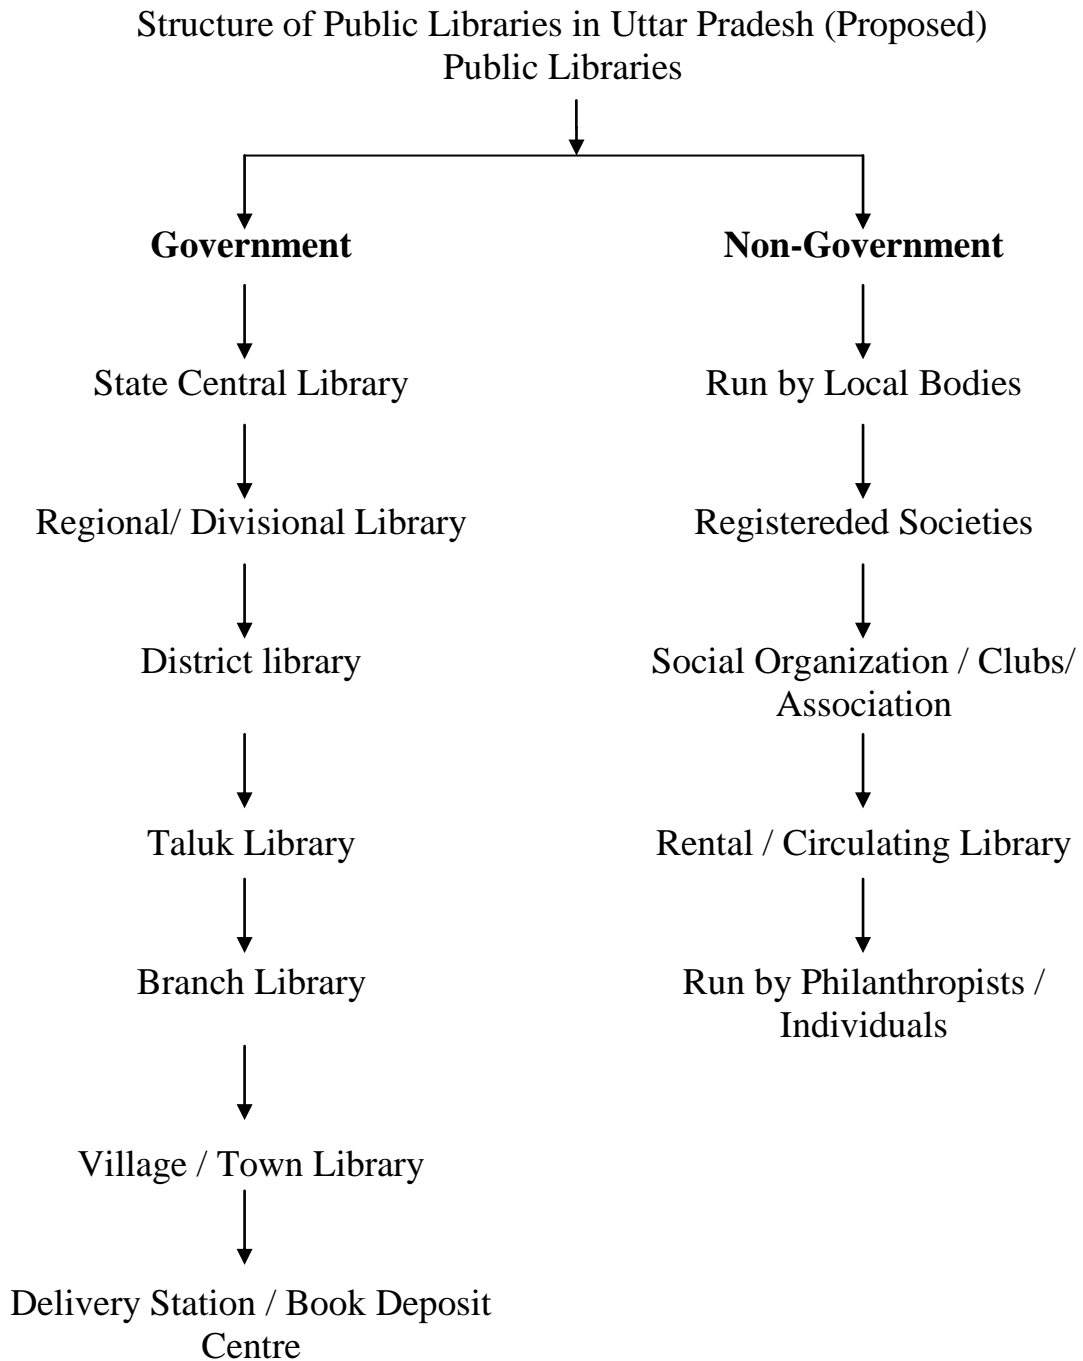 Structure of Public Libraries in Uttar Pradesh (Proposed)
Public Libraries
Government
State Central Library
Regional/ Divisional Library
District library
Taluk Library
Branch Library
Village / Town Library
Delivery Station / Book Deposit
Centre
Non-Government
Run by Local Bodies
Registereded Societies
Social Organization / Clubs/
Association
Rental / Circulating Library
Run by Philanthropists /
Individuals